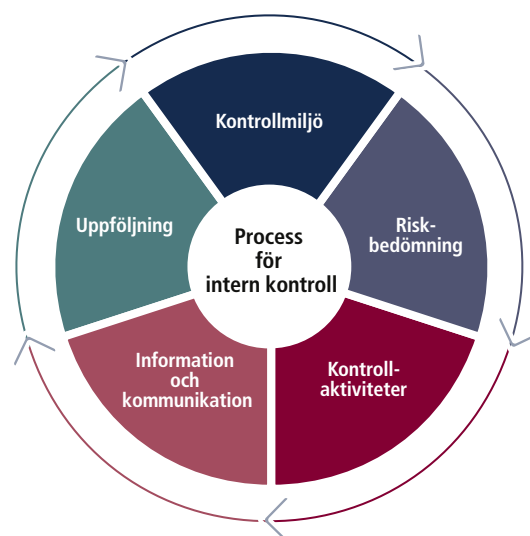 Kontrollmiljö
Risk-
bedömning
Kontroll-
aktiviteter
Information
och
kommunikation
Uppföljning
Process
för
intern kontroll